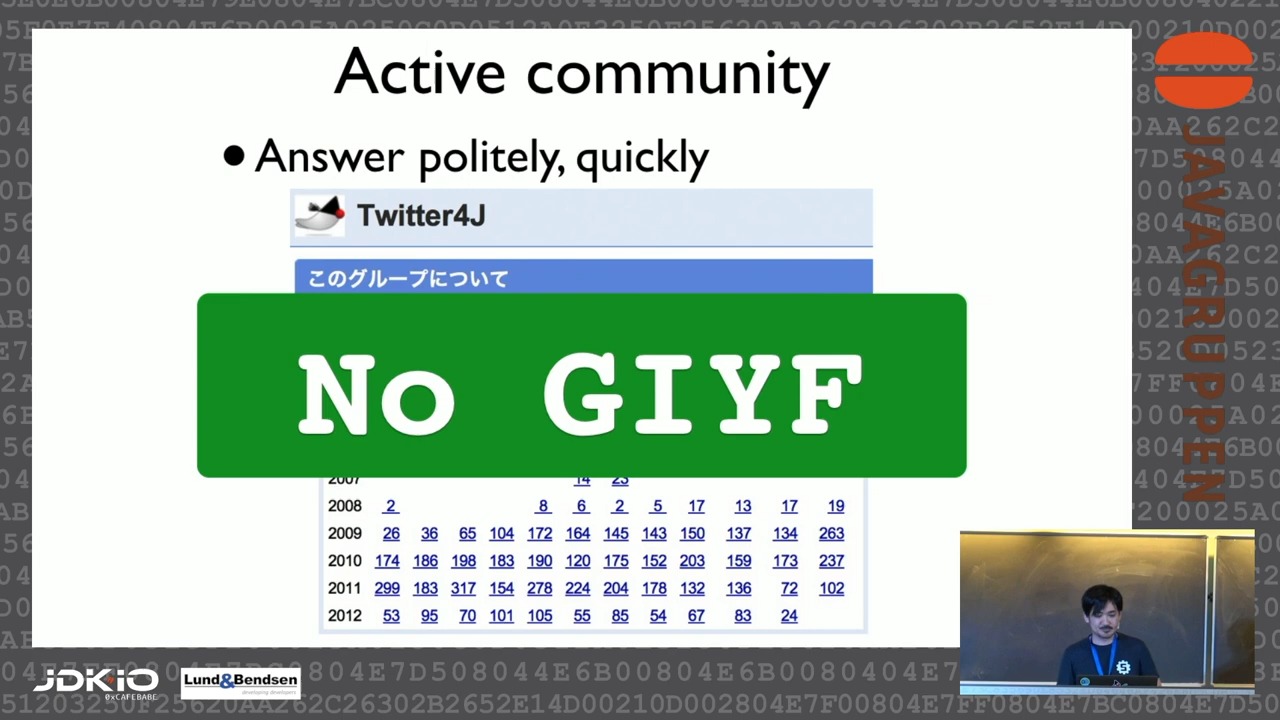 Active community
• Answer politely, quickly
Twitter4J
このグループについて
No GIYF
2007 14 23
2008 2 8 6 2 5 17 13 17 19
2009 26 36 65 104 172 164 145 143 150 137 134 263
2010 174 186 198 183 190 120 175 152 203 159 173 237
2011 299 183 317 154 278 224 204 178 132 136 72 102
2012 53 95 70 101 105 55 85 54 67 83 24
JAVAGRUPPEN
JDKIO
0xCAFEBABE
Lund&Bendsen
developing developers